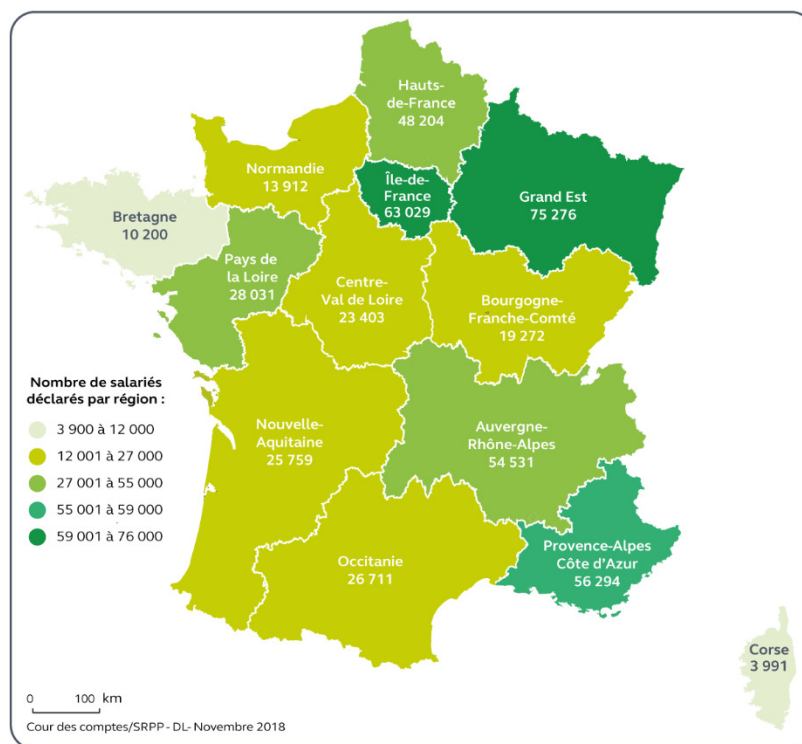 Hauts-
de-France
48 204
Normandie
13 912
Île-de-
France
63 029
Grand Est
75 276
Bretagne
10 200
Pays de
la Loire
28 031
Centre-
Val de Loire
23 403
Bourgogne-
Franche-Comté
19 272
Nombre de salariés
déclarés par région :
3 900 à 12 000
12 001 à 27 000
27 001 à 55 000
55 001 à 59 000
59 001 à 76 000
Nouvelle-
Aquitaine
25 759
Auvergne-
Rhône-Alpes
54 531
Occitanie
26 711
Provence-Alpes
Côte d'Azur
56 294
Corse
3 991
0 100 km
Cour des comptes/SRPP - DL- Novembre 2018